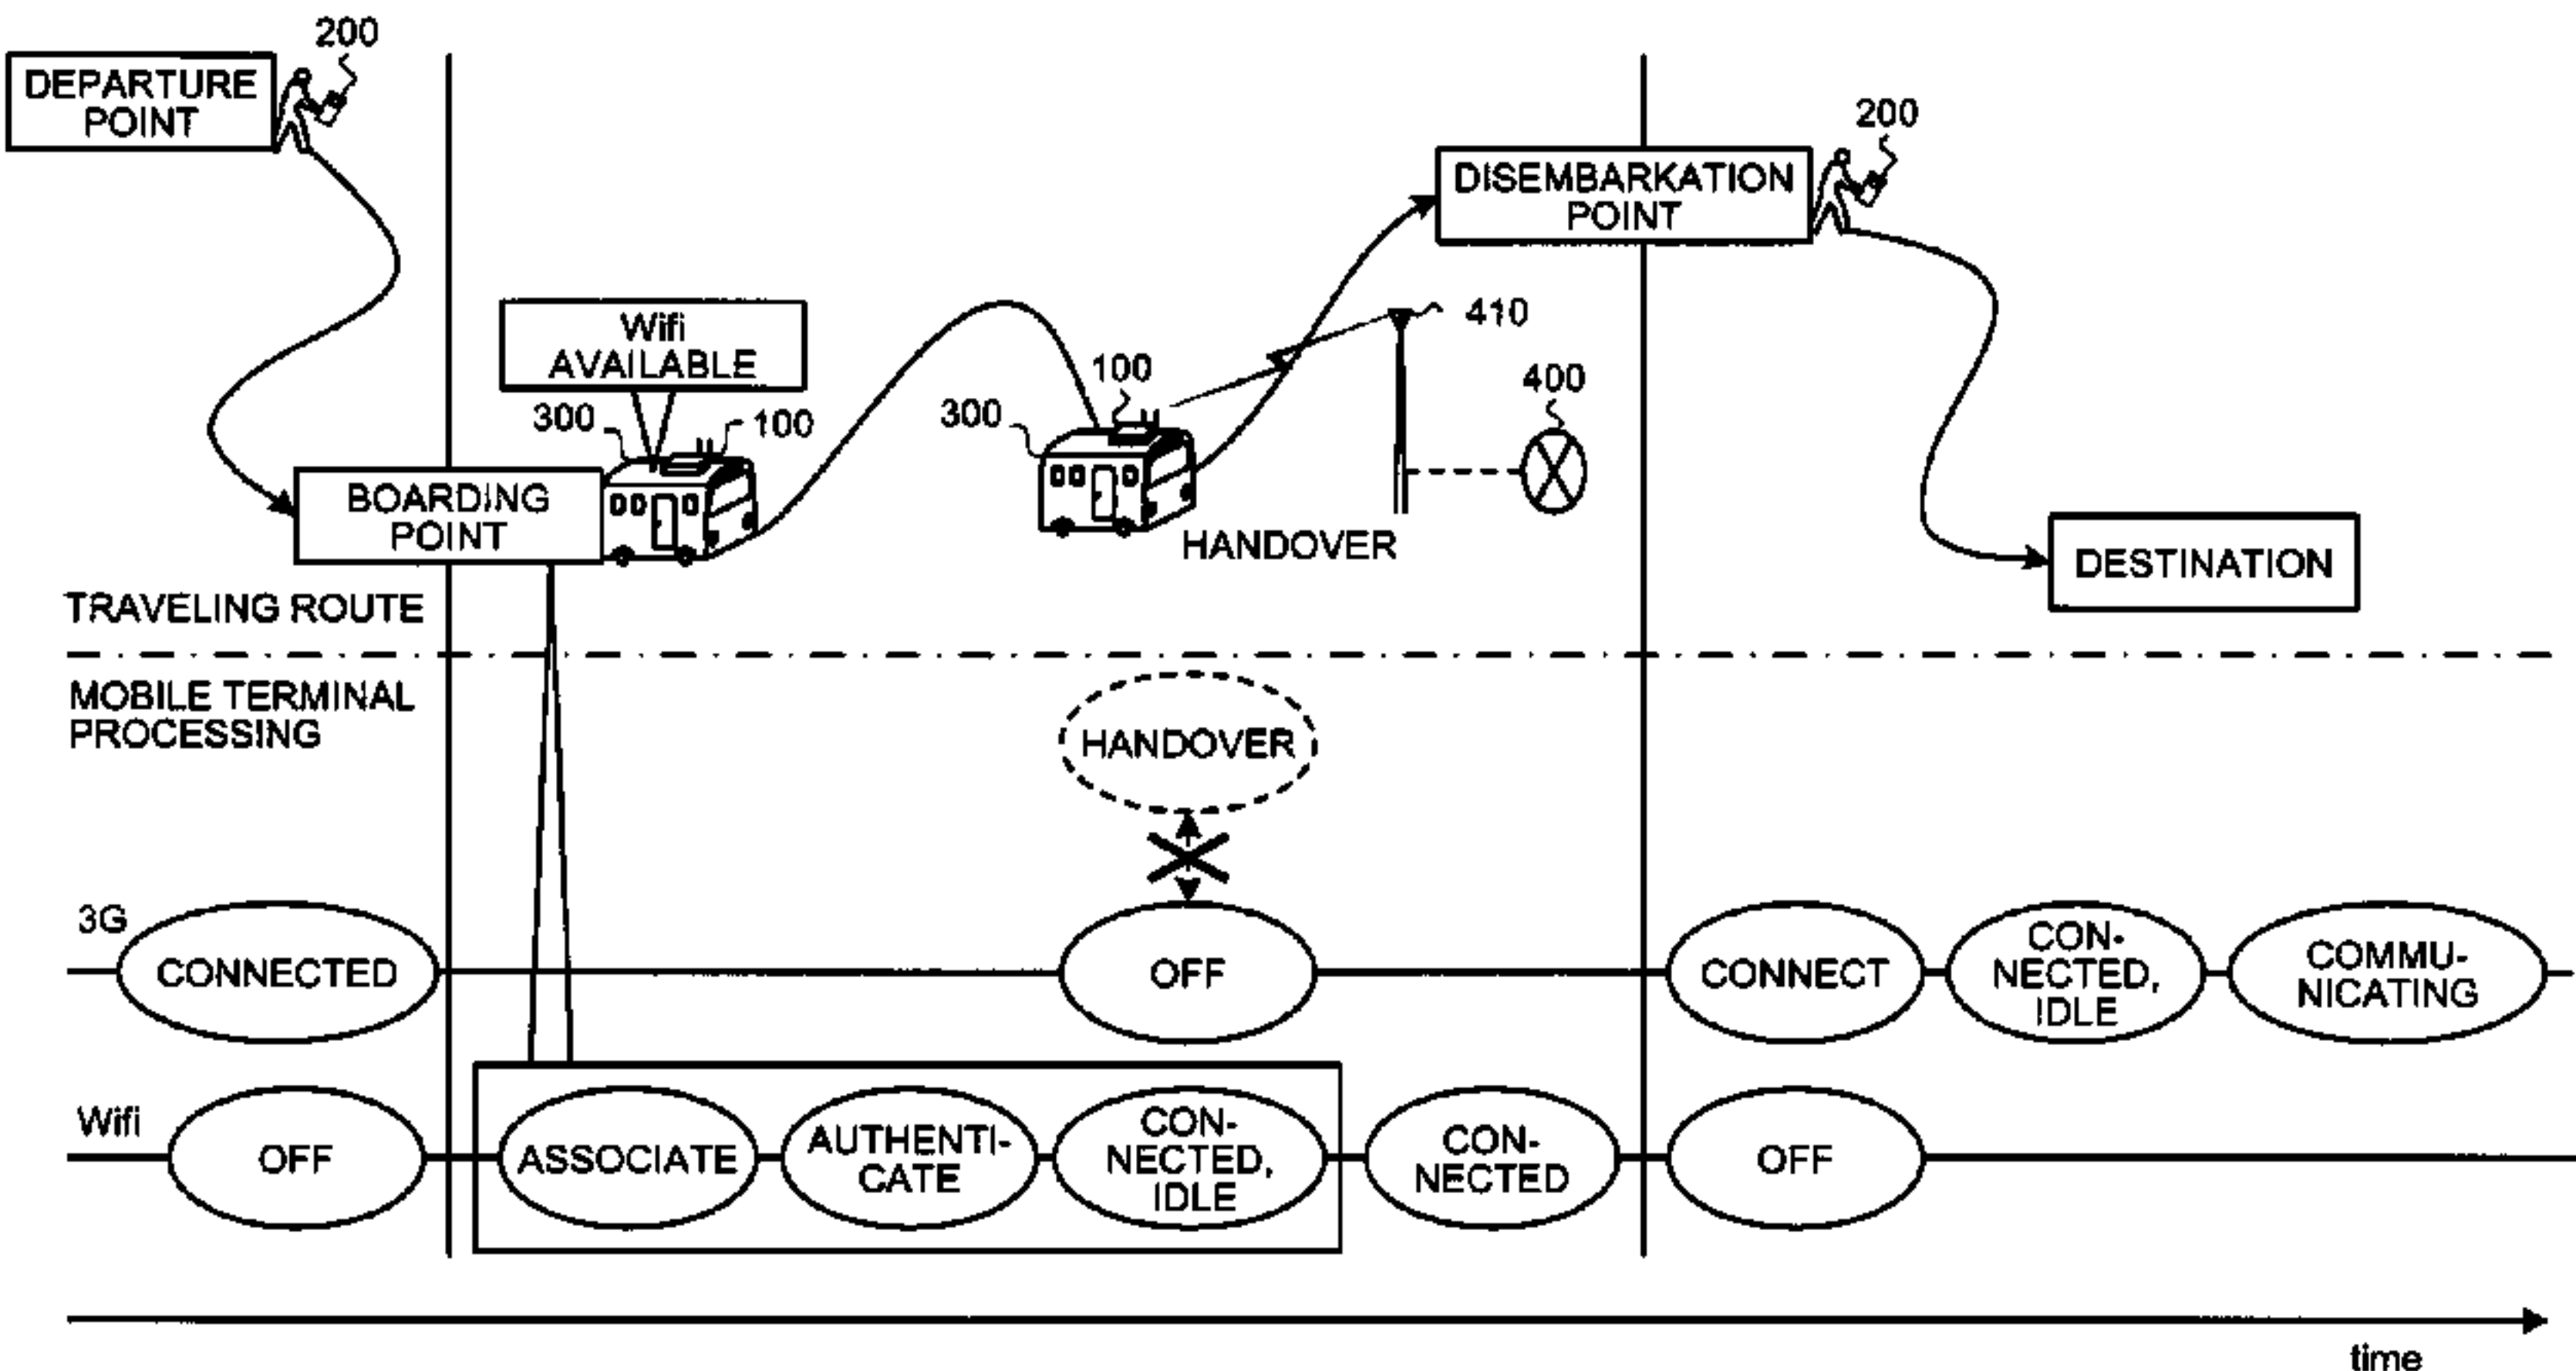 200
DEPARTURE
POINT
200
DISEMBARKATION
POINT
Wifi
AVAILABLE
410
100
400
300
100
300
BOARDING
POINT
HANDOVER
DESTINATION
TRAVELING ROUTE
MOBILE TERMINAL
PROCESSING
HANDOVER
3G
CONNECTED
OFF
CONNECT
CON-
NECTED,
IDLE
COMMU-
NICATING
Wifi
OFF
ASSOCIATE
AUTHENTI-
CATE
CON-
NECTED,
IDLE
CON-
NECTED
OFF
time